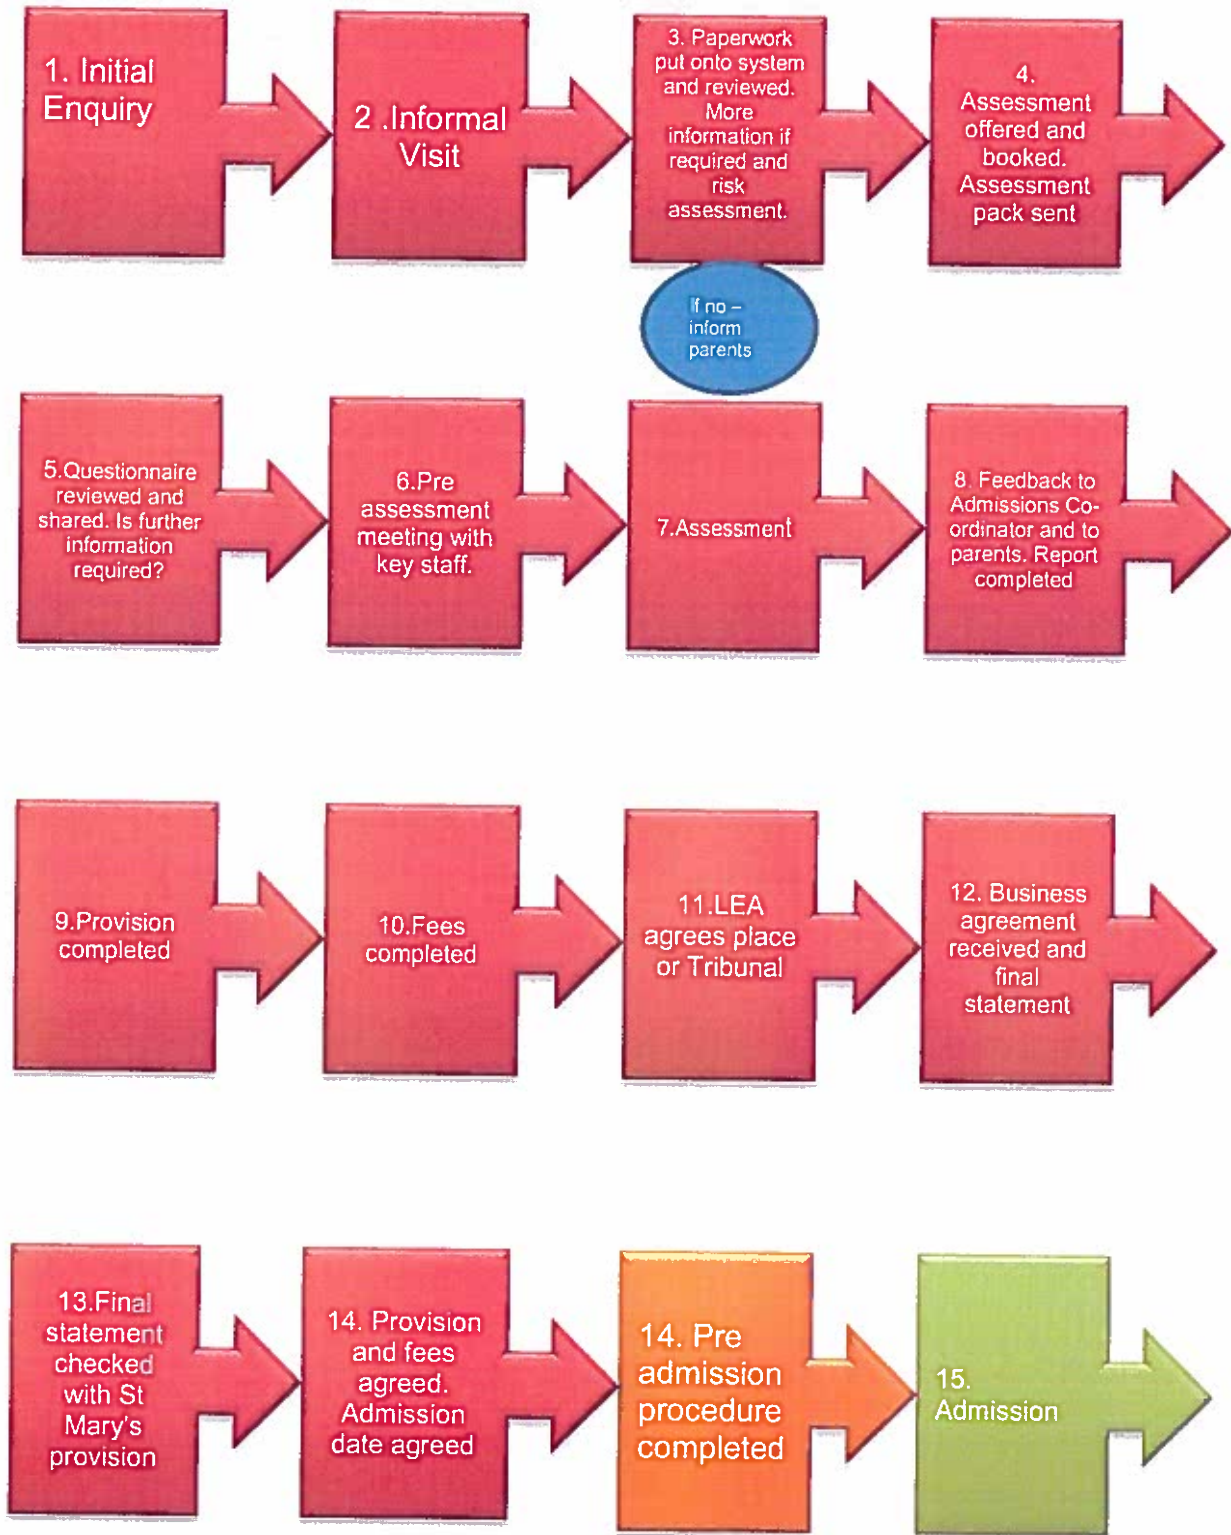 1. Initial
Enquiry
2 .Informal
Visit
3. Paperwork
put onto system
and reviewed.
More
information if
required and
risk
assessment.
4.
Assessment
offered and
booked.
Assessment
pack sent
If no –
inform
parents
5.Questionnaire
reviewed and
shared. Is further
information
required?
6.Pre
assessment
meeting with
key staff.
7.Assessment
8. Feedback to
Admissions Co-
ordinator and to
parents. Report
completed
9.Provision
completed
10.Fees
completed
11.LEA
agrees place
or Tribunal
12. Business
agreement
received and
final
statement
13.Final
statement
checked
with St
Mary's
provision
14. Provision
and fees
agreed.
Admission
date agreed
14. Pre
admission
procedure
completed
15.
Admission